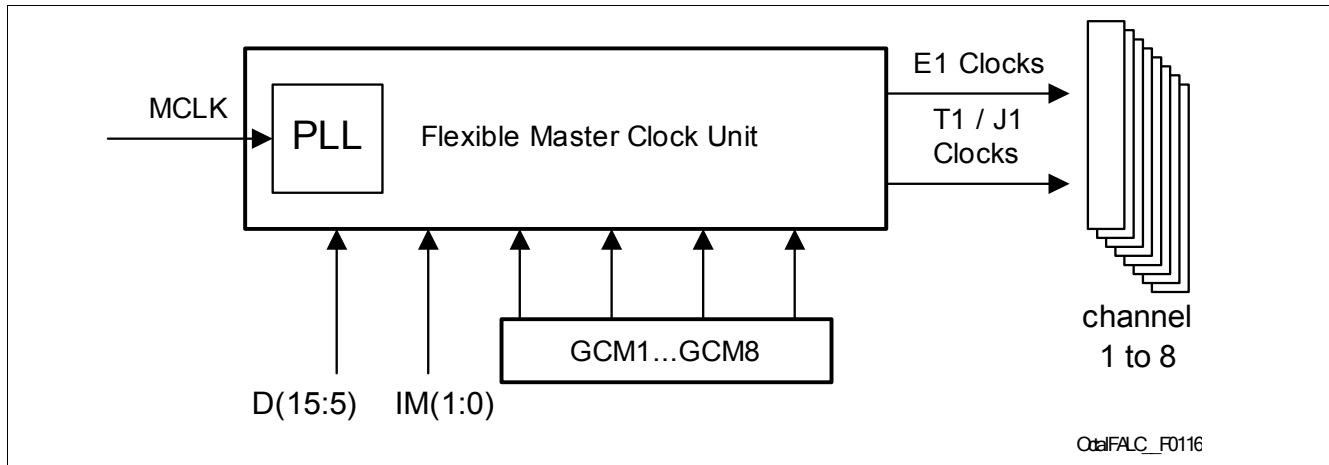 E1 Clocks
MCLK
PLL
Flexible Master Clock Unit
T1 / J1
Clocks
GCM1...GCM8
channel
1 to 8
D(15:5)
IM(1:0)
OctalFALC__F0116